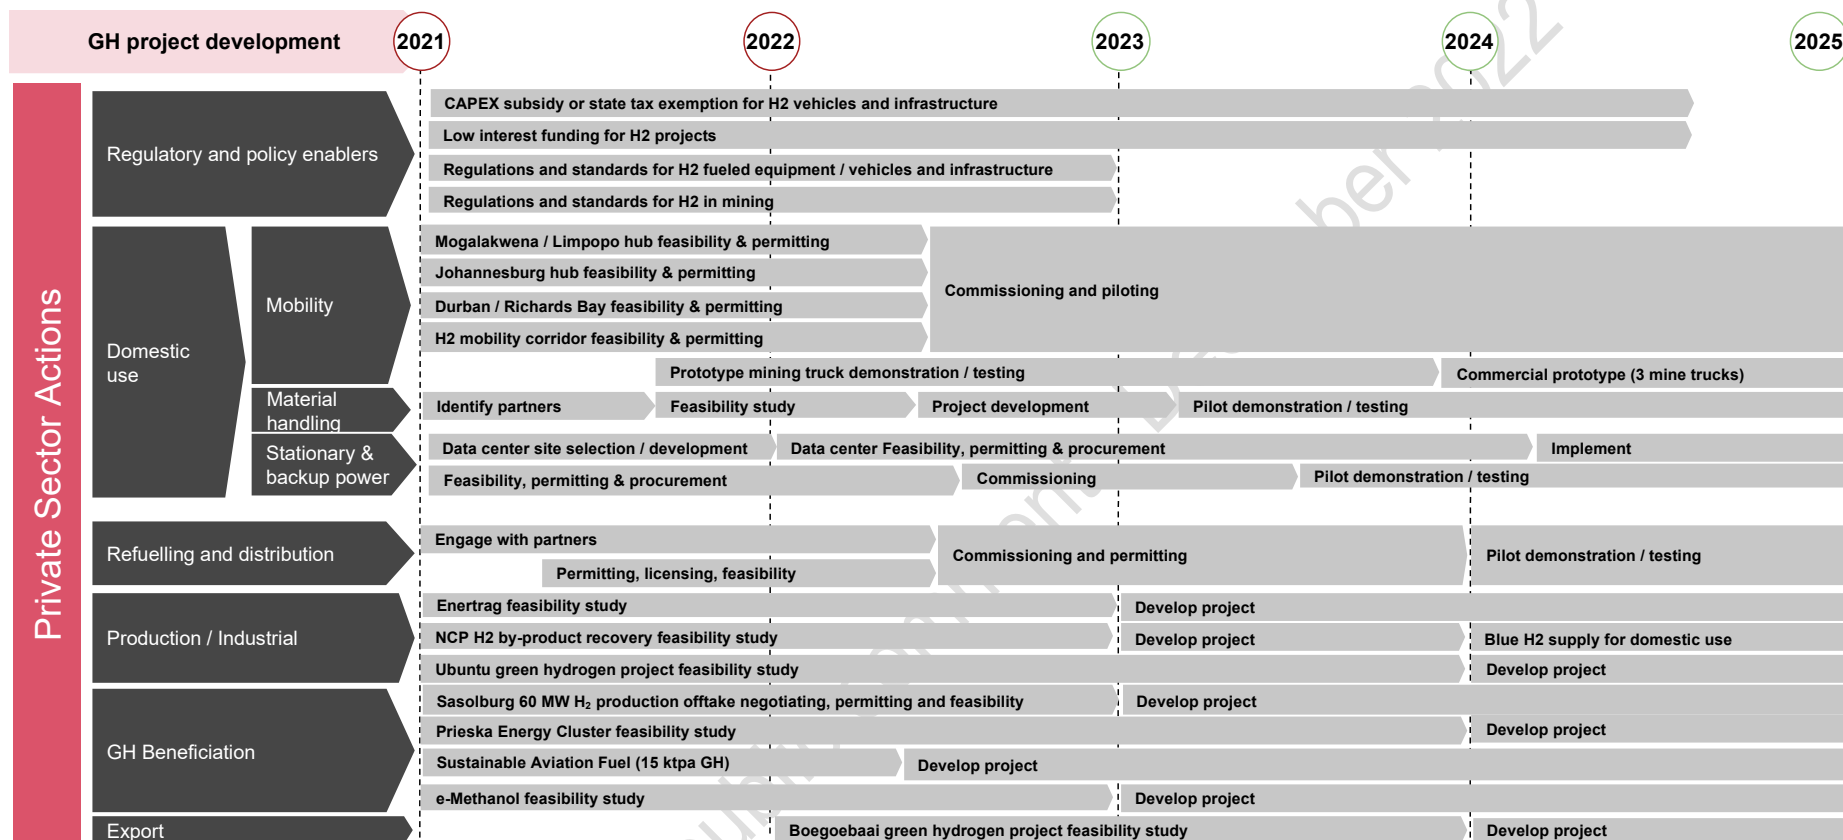 GH project development
2021
2022
2023
2024
2025
Private Sector Actions
Regulatory and policy enablers
CAPEX subsidy or state tax exemption for H2 vehicles and infrastructure
Low interest funding for H2 projects
Regulations and standards for H2 fueled equipment / vehicles and infrastructure
Regulations and standards for H2 in mining
Domestic
use
Mobility
Mogalakwena / Limpopo hub feasibility & permitting
Johannesburg hub feasibility & permitting
Durban / Richards Bay feasibility & permitting
H2 mobility corridor feasibility & permitting
Commissioning and piloting
Prototype mining truck demonstration / testing
Commercial prototype (3 mine trucks)
Material
handling
Identify partners
Feasibility study
Project development
Pilot demonstration / testing
Stationary &
backup power
Data center site selection / development
Data center Feasibility, permitting & procurement
Implement
Feasibility, permitting & procurement
Commissioning
Pilot demonstration / testing
Refuelling and distribution
Engage with partners
Permitting, licensing, feasibility
Commissioning and permitting
Pilot demonstration / testing
Production / Industrial
Enertrag feasibility study
Develop project
NCP H2 by-product recovery feasibility study
Develop project
Blue H2 supply for domestic use
Ubuntu green hydrogen project feasibility study
Develop project
GH Beneficiation
Sasolburg 60 MW H₂ production offtake negotiating, permitting and feasibility
Develop project
Prieska Energy Cluster feasibility study
Develop project
Sustainable Aviation Fuel (15 ktpa GH)
Develop project
e-Methanol feasibility study
Develop project
Export
Boegoebaai green hydrogen project feasibility study
Develop project